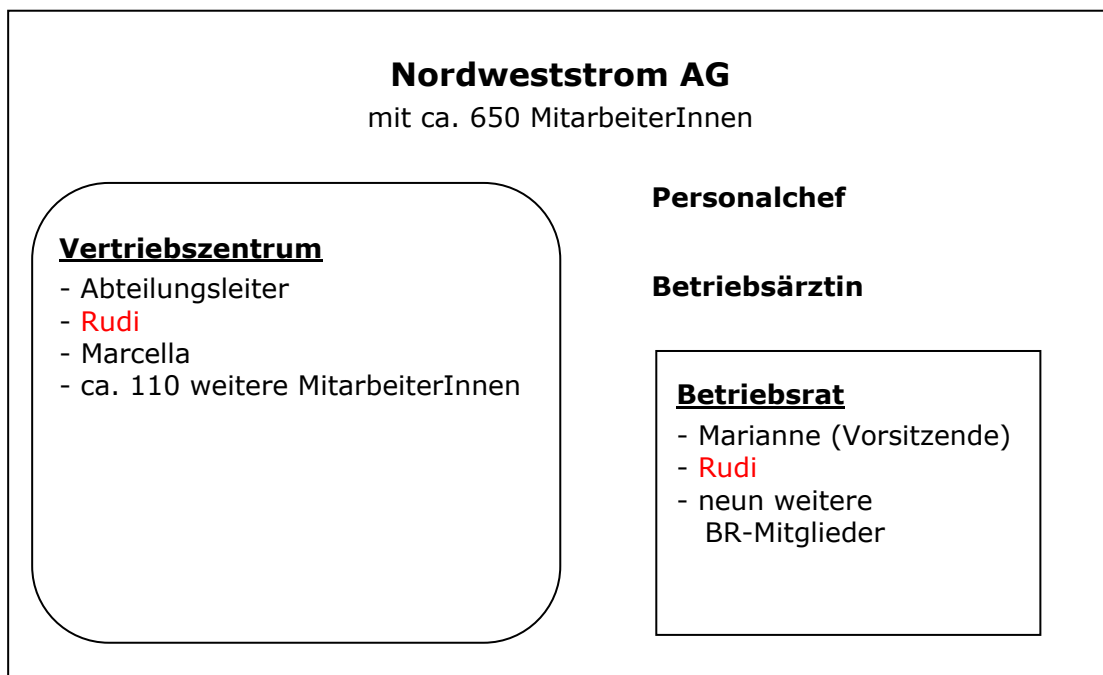 Nordweststrom AG
mit ca. 650 MitarbeiterInnen
Vertriebszentrum
- Abteilungsleiter
- Rudi
- Marcella
- ca. 110 weitere MitarbeiterInnen
Personalchef
Betriebsärztin
Betriebsrat
- Marianne (Vorsitzende)
- Rudi
- neun weitere
BR-Mitglieder